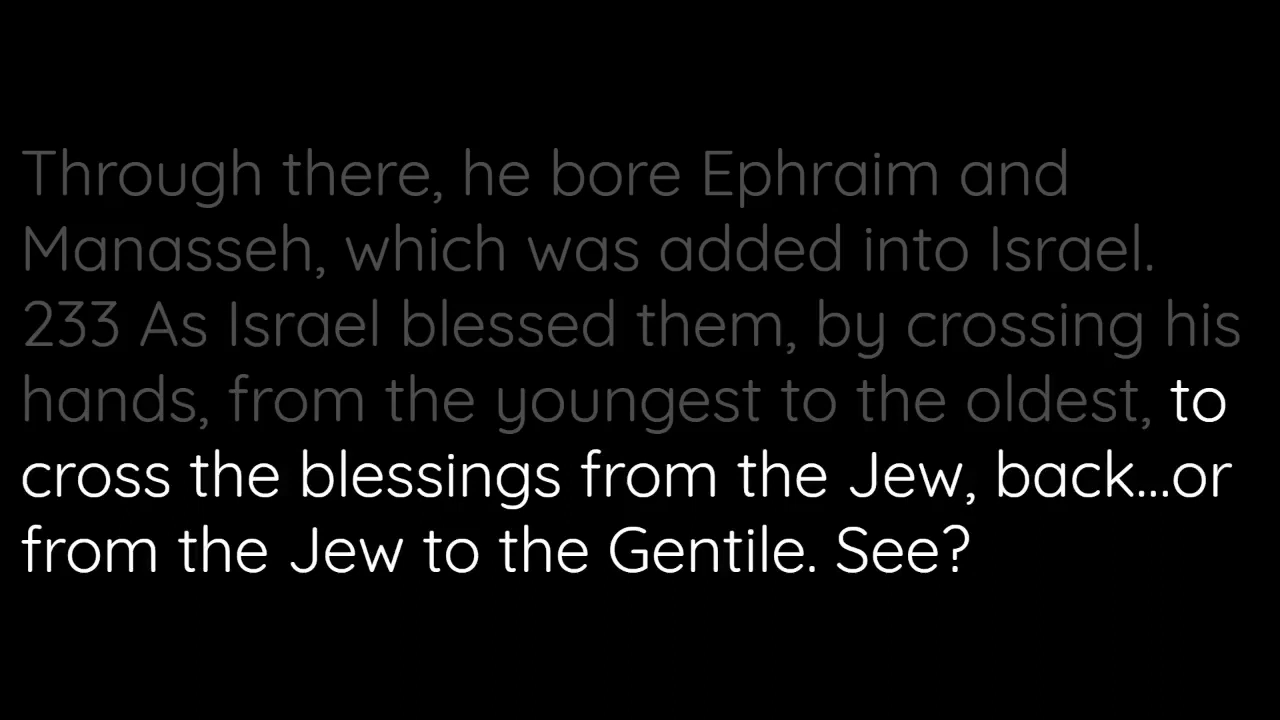 Through there, he bore Ephraim and
Manasseh, which was added into Israel.
233 As Israel blessed them, by crossing his
hands, from the youngest to the oldest, to
cross the blessings from the Jew, back...or
from the Jew to the Gentile. See?